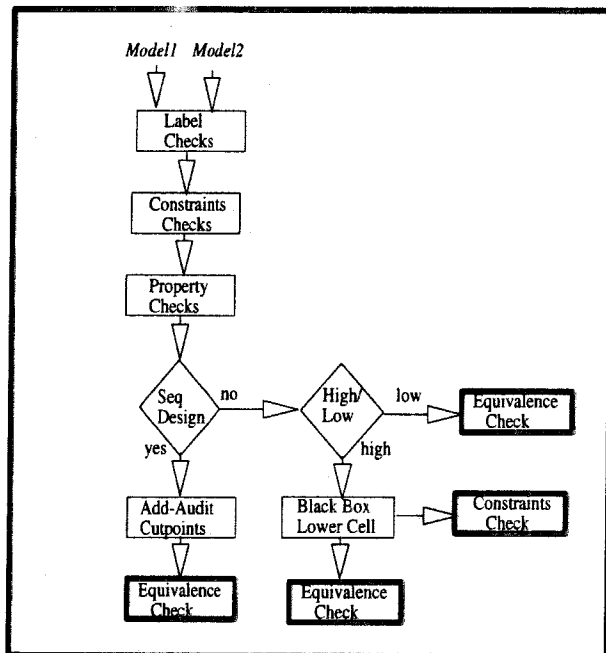 Model1 Model2
Label
Checks
Constraints
Checks
Property
Checks
Seq
Design
no
yes
High/
Low
low
high
Equivalence
Check
Add-Audit
Cutpoints
Black Box
Lower Cell
Constraints
Check
Equivalence
Check
Equivalence
Check